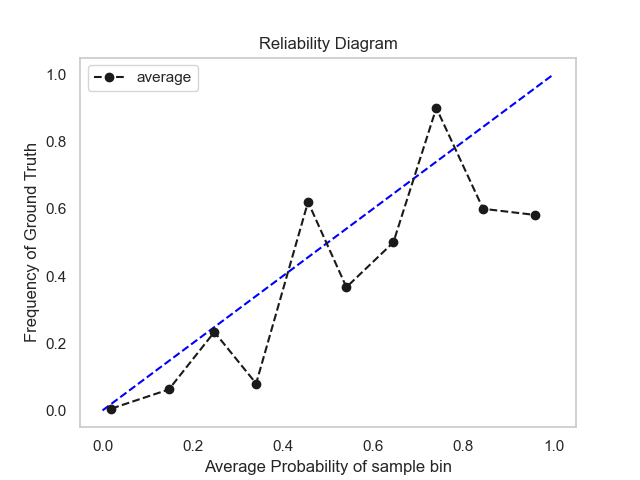 Reliability Diagram
average
Frequency of Ground Truth
1.0
0.8
0.6
0.4
0.2
0.0
0.0 0.2 0.4 0.6 0.8 1.0
Average Probability of sample bin